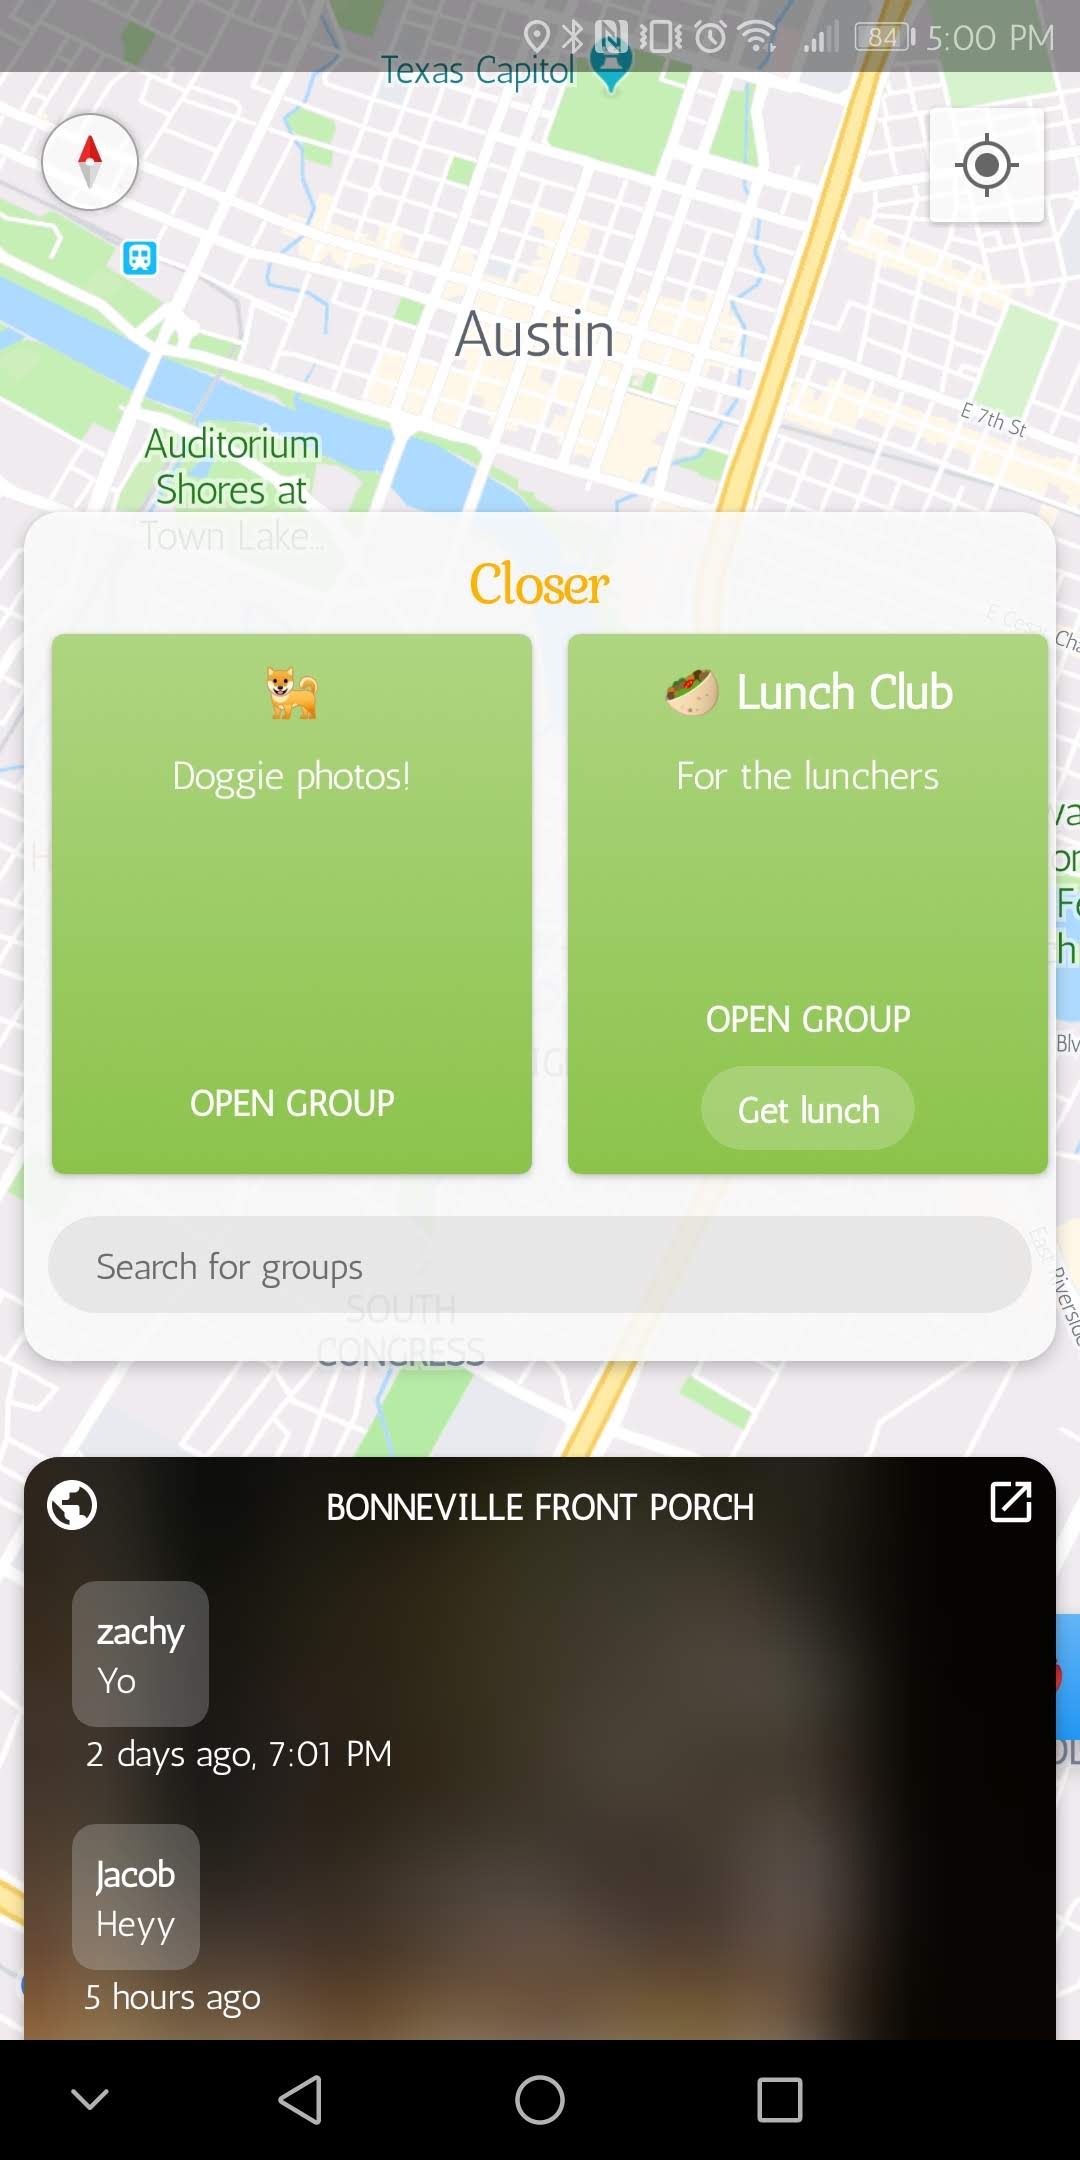 84 5:00 PM
Texas Capitol
Austin
E 7th St
Auditorium
Shores at
Town Lake...
Closer
Doggie photos!
OPEN GROUP
Lunch Club
For the lunchers
OPEN GROUP
Get lunch
Search for groups
SOUTH
CONGRESS
BONNEVILLE FRONT PORCH
zachy
Yo
2 days ago, 7:01 PM
Jacob
Heyy
5 hours ago